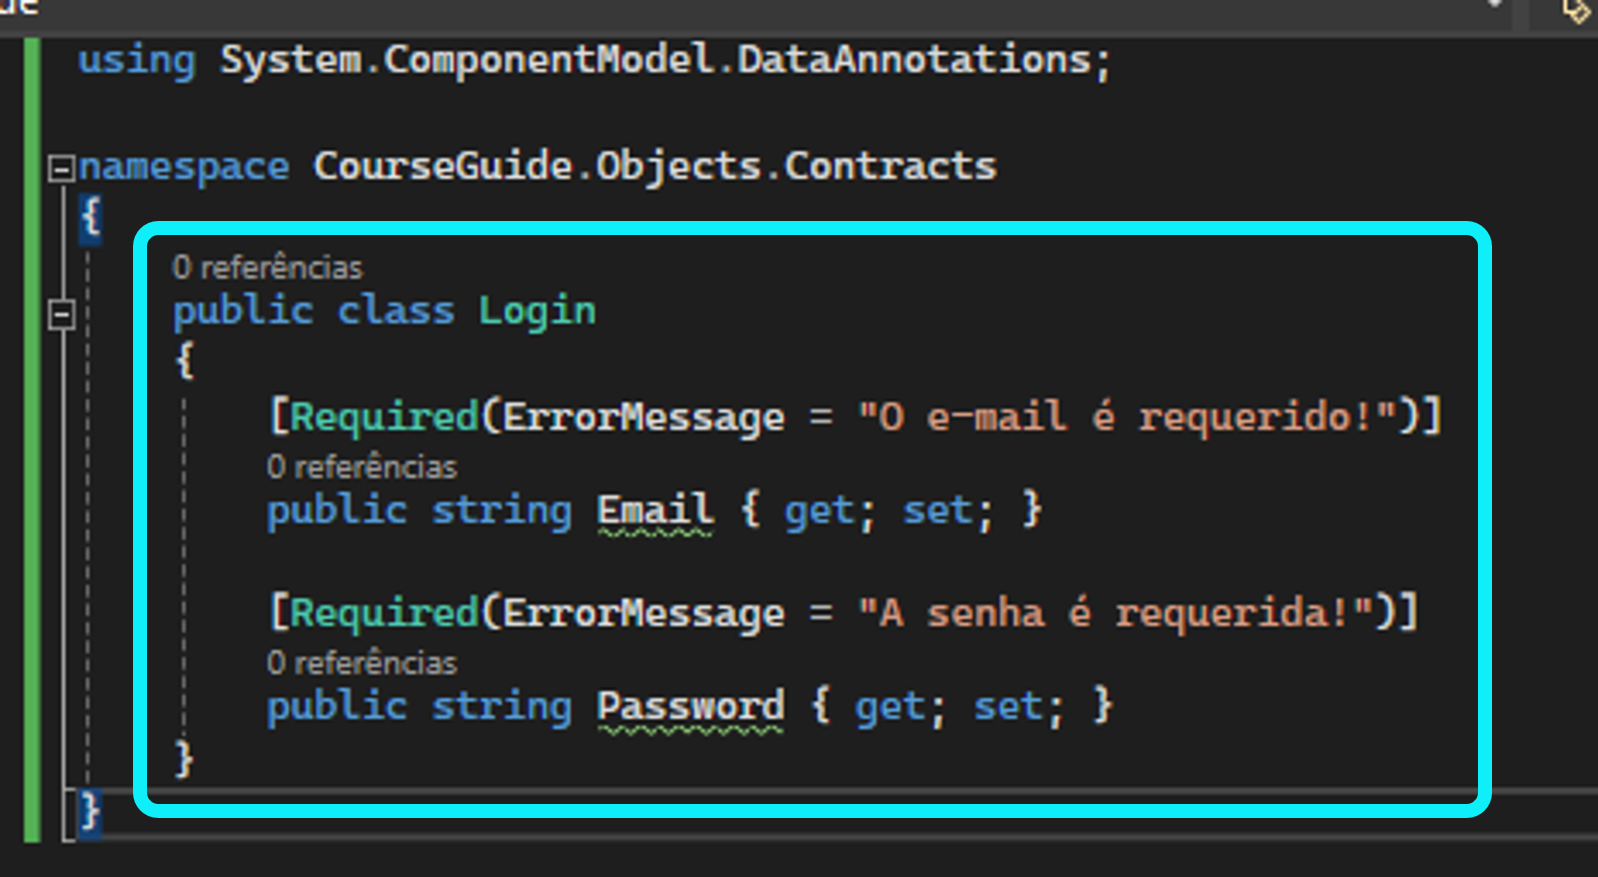 using System.ComponentModel.DataAnnotations;
namespace CourseGuide.Objects.Contracts
{
0 referências
public class Login
{
[Required(ErrorMessage = "O e-mail é requerido!")]
0 referências
public string Email { get; set; }
[Required(ErrorMessage = "A senha é requerida!")]
0 referências
public string Password { get; set; }
}
}